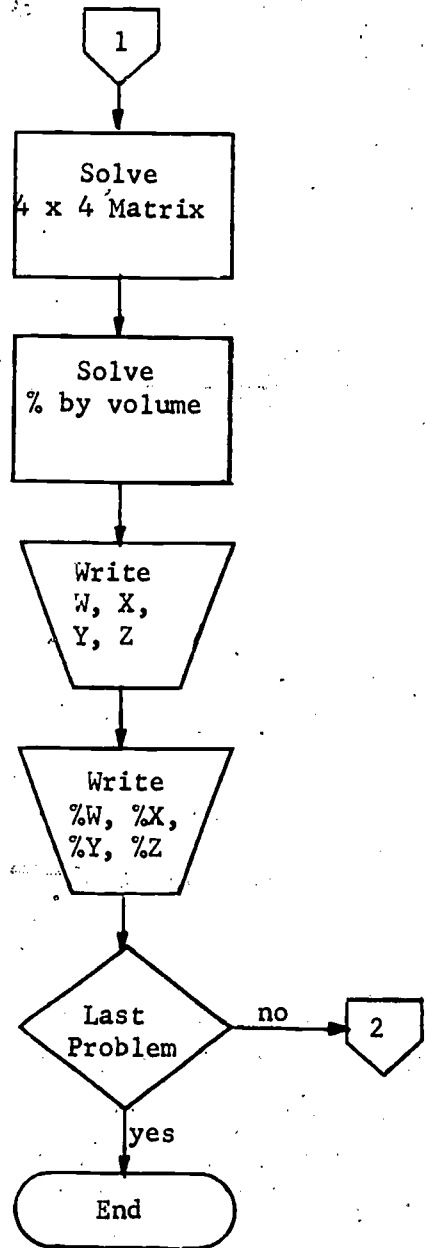 1
Solve
4 x 4 Matrix
Solve
% by volume
Write
W, X,
Y, Z
Write
%W, %X,
%Y, %Z
Last
Problem
no
2
yes
End